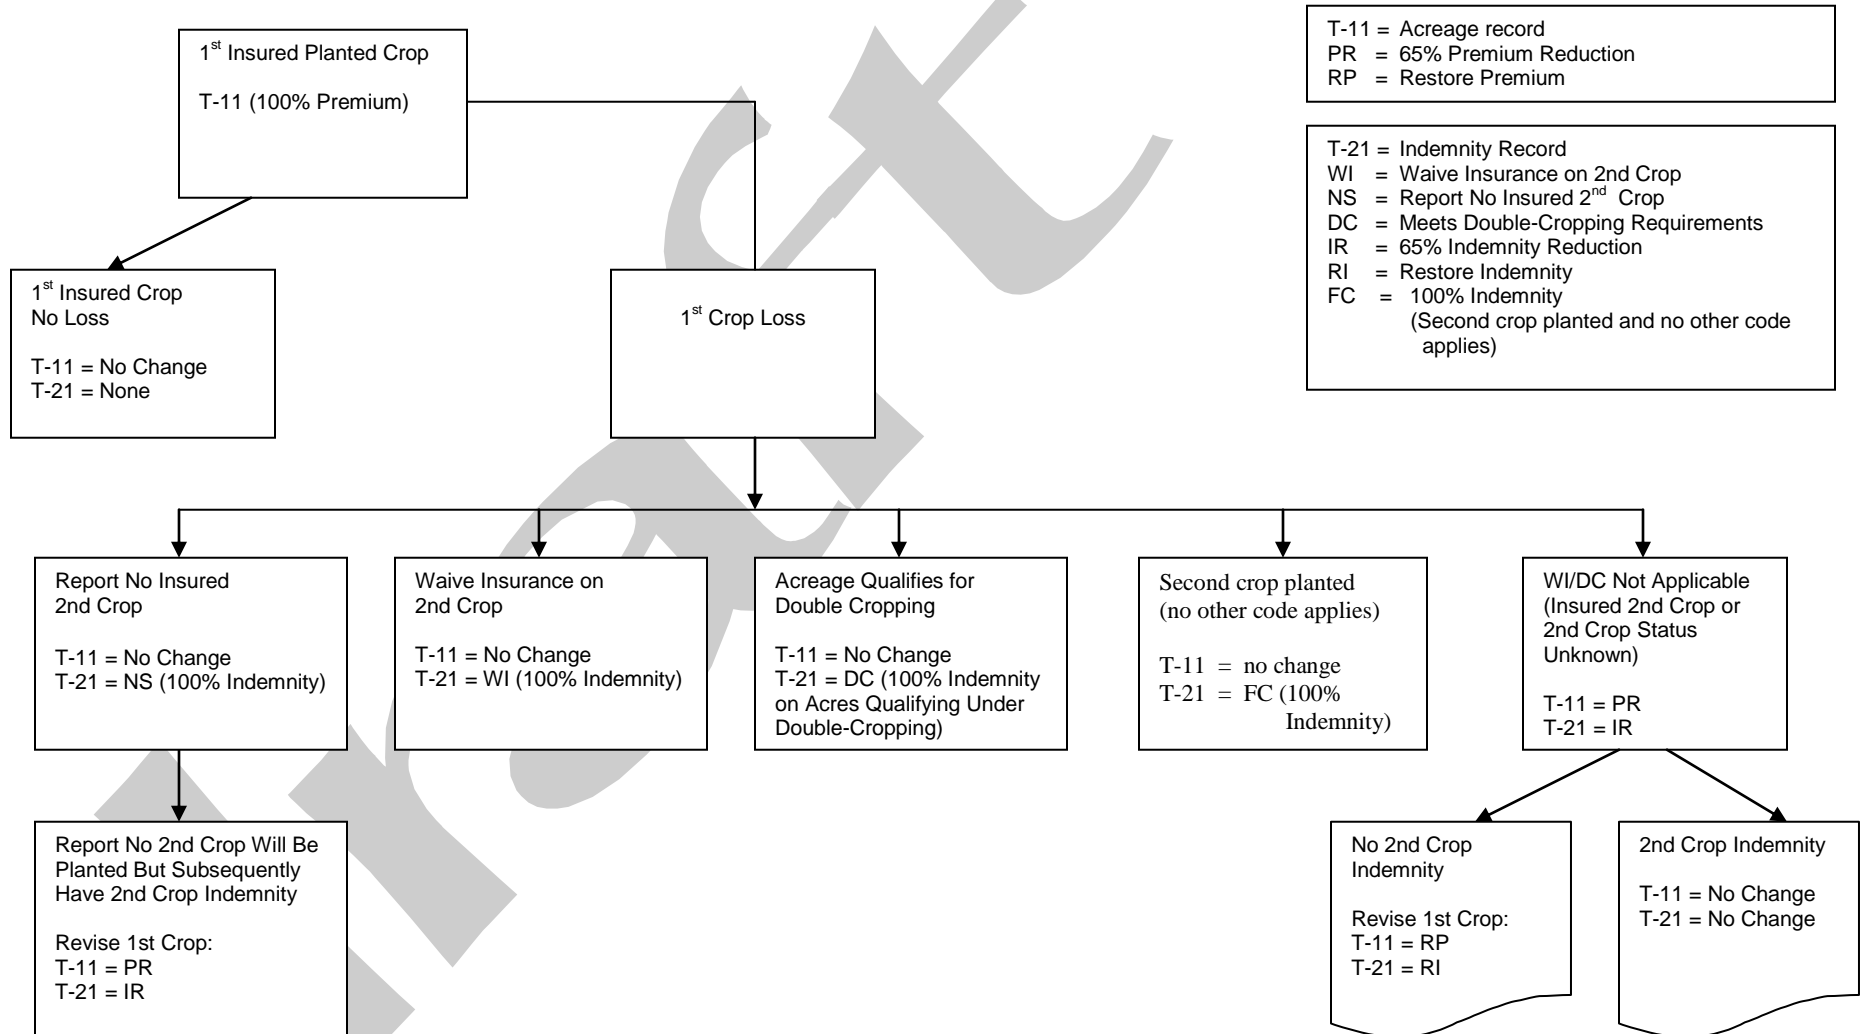 1st Insured Planted Crop
T-11 (100% Premium)
T-11 = Acreage record
PR = 65% Premium Reduction
RP = Restore Premium
T-21 = Indemnity Record
WI = Waive Insurance on 2nd Crop
NS = Report No Insured 2nd Crop
DC = Meets Double-Cropping Requirements
IR = 65% Indemnity Reduction
RI = Restore Indemnity
FC = 100% Indemnity
(Second crop planted and no other code
applies)
1st Insured Crop
No Loss
T-11 = No Change
T-21 = None
1st Crop Loss
Report No Insured
2nd Crop
T-11 = No Change
T-21 = NS (100% Indemnity)
Waive Insurance on
2nd Crop
T-11 = No Change
T-21 = WI (100% Indemnity)
Acreage Qualifies for
Double Cropping
T-11 = No Change
T-21 = DC (100% Indemnity
on Acres Qualifying Under
Double-Cropping)
Second crop planted
(no other code applies)
T-11 = no change
T-21 = FC (100%
Indemnity)
WI/DC Not Applicable
(Insured 2nd Crop or
2nd Crop Status
Unknown)
T-11 = PR
T-21 = IR
Report No 2nd Crop Will Be
Planted But Subsequently
Have 2nd Crop Indemnity
Revise 1st Crop:
T-11 = PR
T-21 = IR
No 2nd Crop
Indemnity
Revise 1st Crop:
T-11 = RP
T-21 = RI
2nd Crop Indemnity
T-11 = No Change
T-21 = No Change
Draft